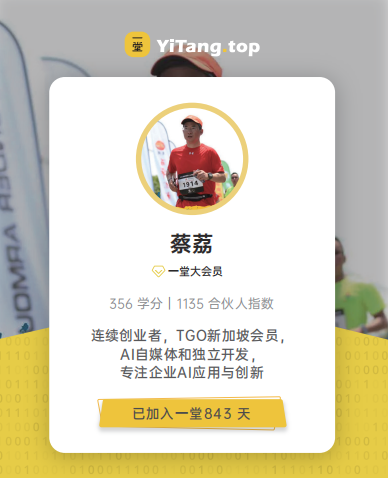 一堂 YiTang.top
1914
蔡荔
一堂大会员
356 学分 | 1135 合伙人指数
连续创业者，TGO新加坡会员，
AI自媒体和独立开发，
专注企业AI应用与创新
已加入一堂843 天